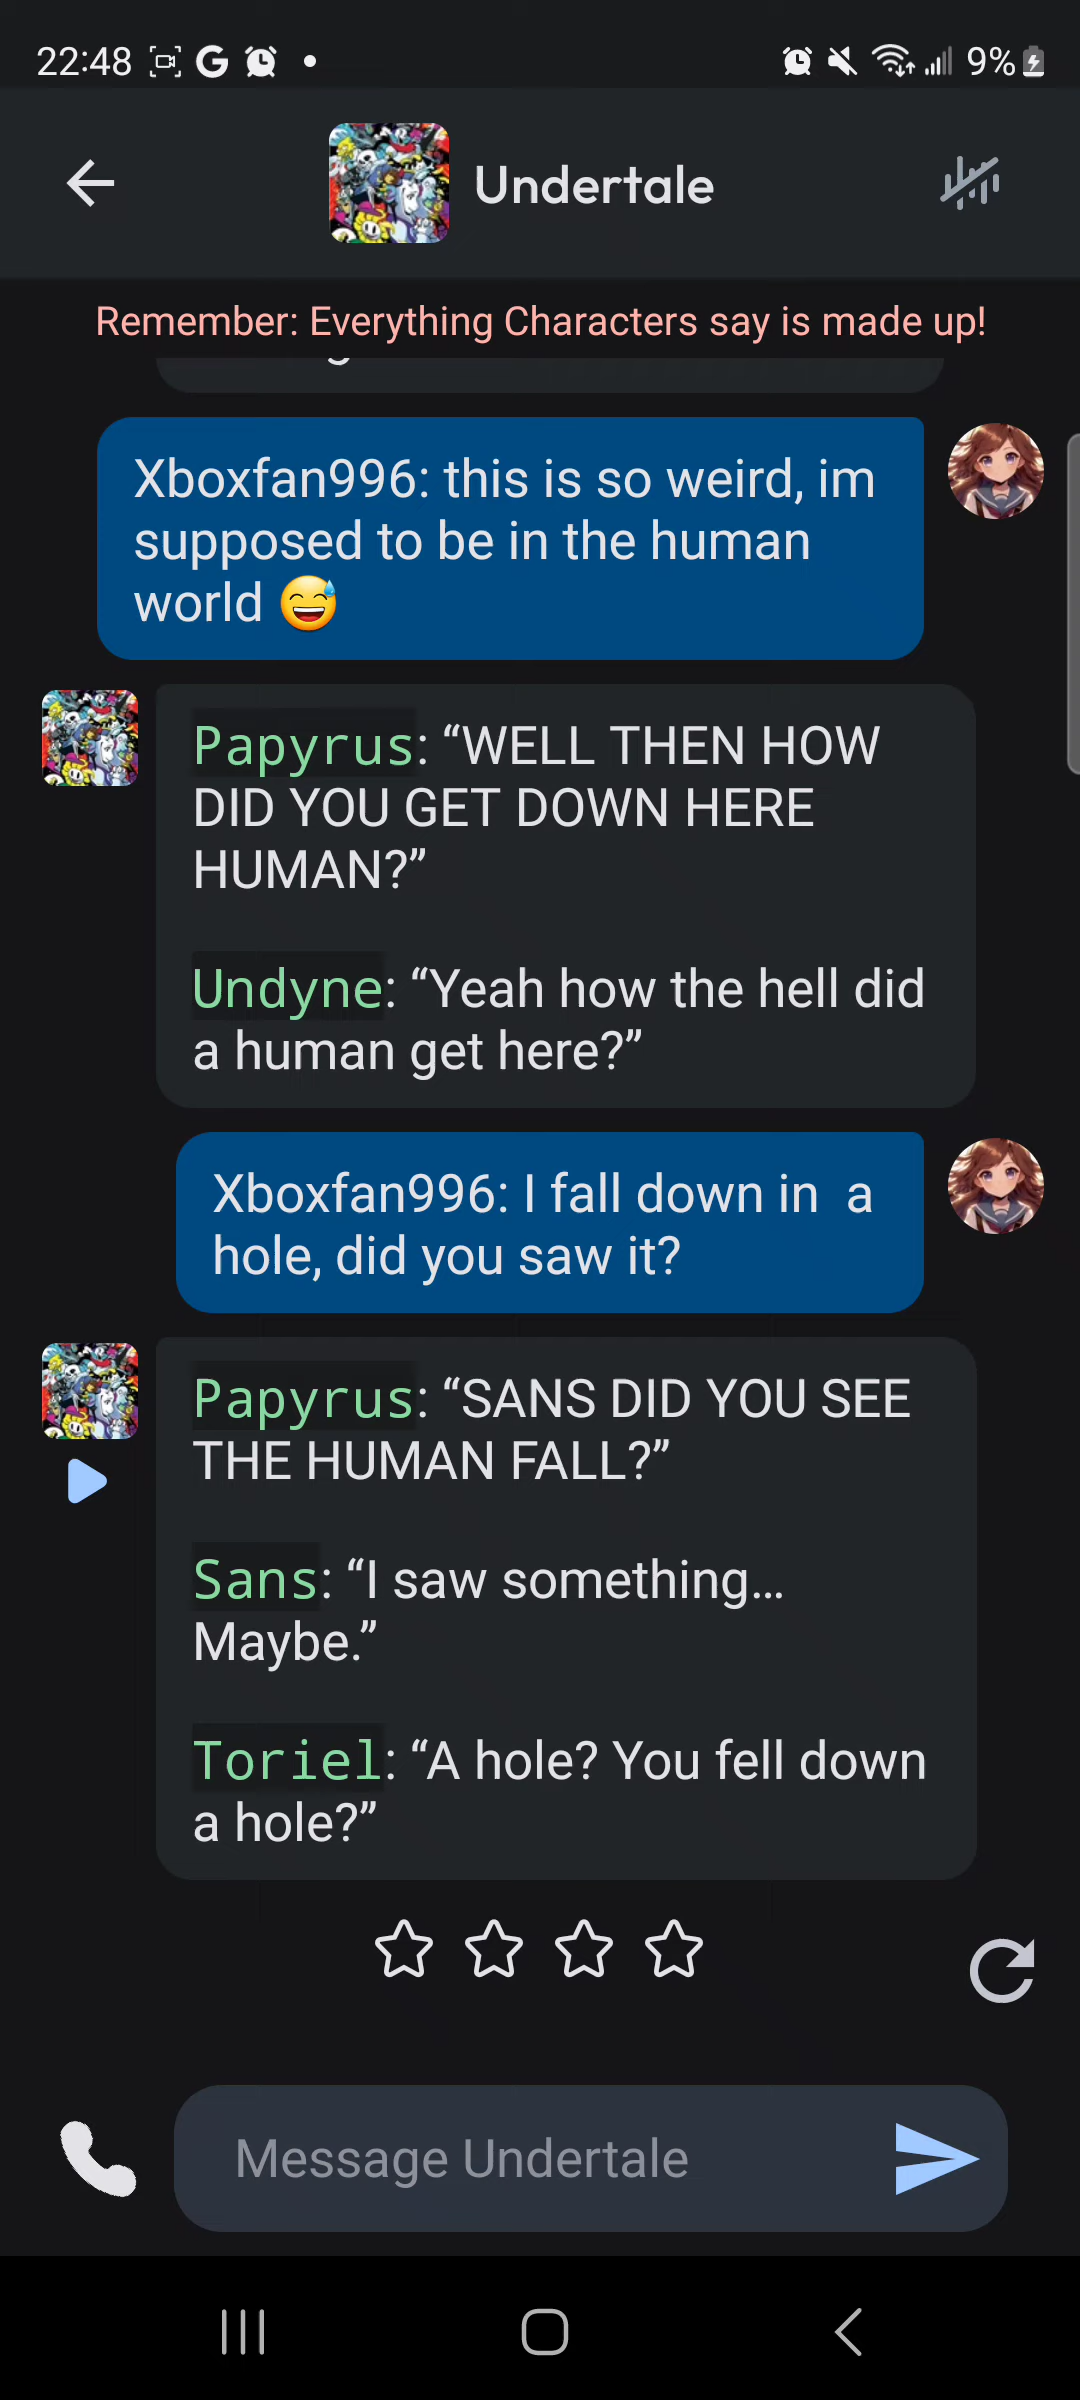 22:48
9%
Undertale
Remember: Everything Characters say is made up!
Xboxfan996: this is so weird, im
supposed to be in the human
world 😅
Papyrus: “WELL THEN HOW
DID YOU GET DOWN HERE
HUMAN?”
Undyne: “Yeah how the hell did
a human get here?”
Xboxfan996: I fall down in  a
hole, did you saw it?
Papyrus: “SANS DID YOU SEE
THE HUMAN FALL?”
Sans: “I saw something…
Maybe.”
Toriel: “A hole? You fell down
a hole?”
Message Undertale